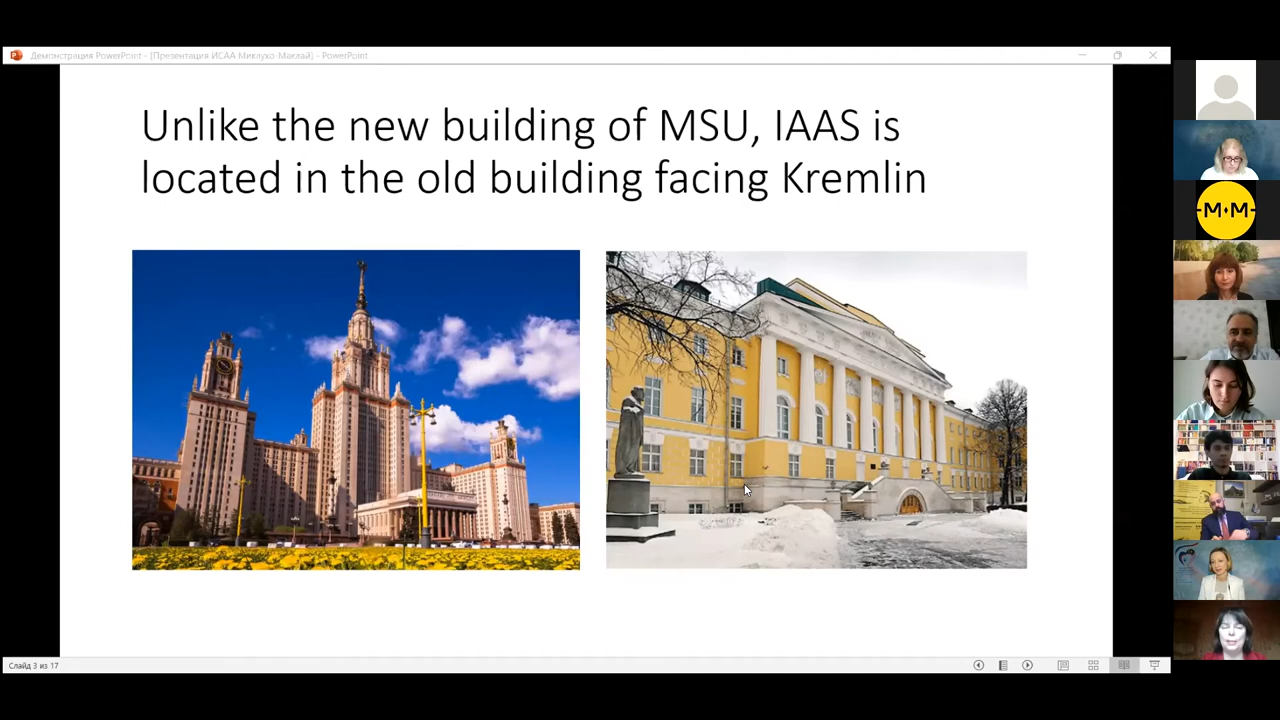 Демонстрация PowerPoint - [Презентация ИСАА Миклухо-Маклай] - PowerPoint
Unlike the new building of MSU, IAAS is
located in the old building facing Kremlin
M M
Слайд 3 из 17